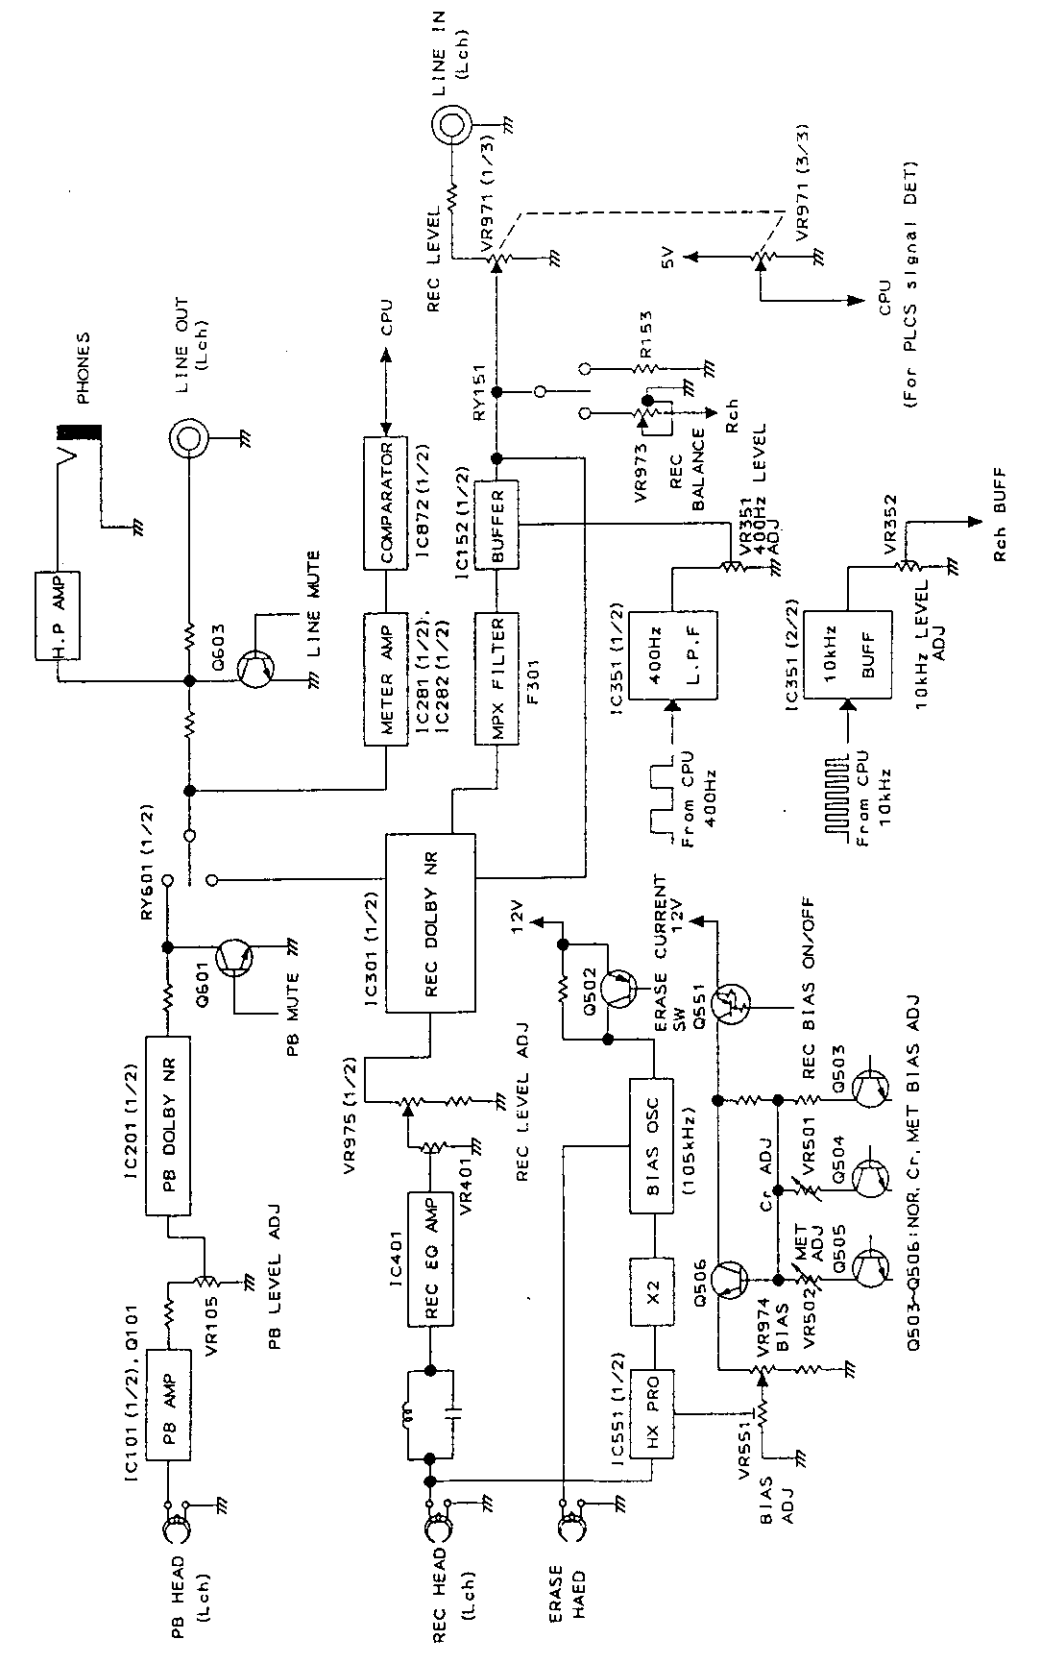 PB HEAD
(Lch)
IC101 (1/2), Q101
PB AMP
VR105
PB LEVEL ADJ
IC201 (1/2)
PB DOLBY NR
Q601
PB MUTE
RY601 (1/2)
H.P AMP
Q603
LINE MUTE
PHONES
LINE OUT
(Lch)
METER AMP
IC281 (1/2),
IC282 (1/2)
COMPARATOR
IC872 (1/2)
CPU
LINE IN
(Lch)
REC LEVEL
VR971 (1/3)
REC HEAD
(Lch)
IC401
REC EQ AMP
VR401
VR975 (1/2)
REC LEVEL ADJ
IC301 (1/2)
REC DOLBY NR
MPX FILTER
F301
IC152 (1/2)
BUFFER
RY151
R153
VR973
REC
BALANCE
Rch
5V
VR971 (3/3)
CPU
(For PLCS signal DET)
ERASE
HAED
IC551 (1/2)
HX PRO
X2
BIAS OSC
(105kHz)
12V
Q502
ERASE CURRENT
SW
12V
Q551
REC BIAS ON/OFF
Q506
Cr ADJ
VR501
Q503
Q504
MET
ADJ
Q505
VR502
VR974
BIAS
VR551
BIAS
ADJ
Q503~Q506:NOR, Cr, MET BIAS ADJ
From CPU
400Hz
IC351 (1/2)
400Hz
L.P.F
VR351
400Hz LEVEL
ADJ
From CPU
10kHz
IC351 (2/2)
10kHz
BUFF
VR352
10kHz LEVEL
ADJ
Rch BUFF